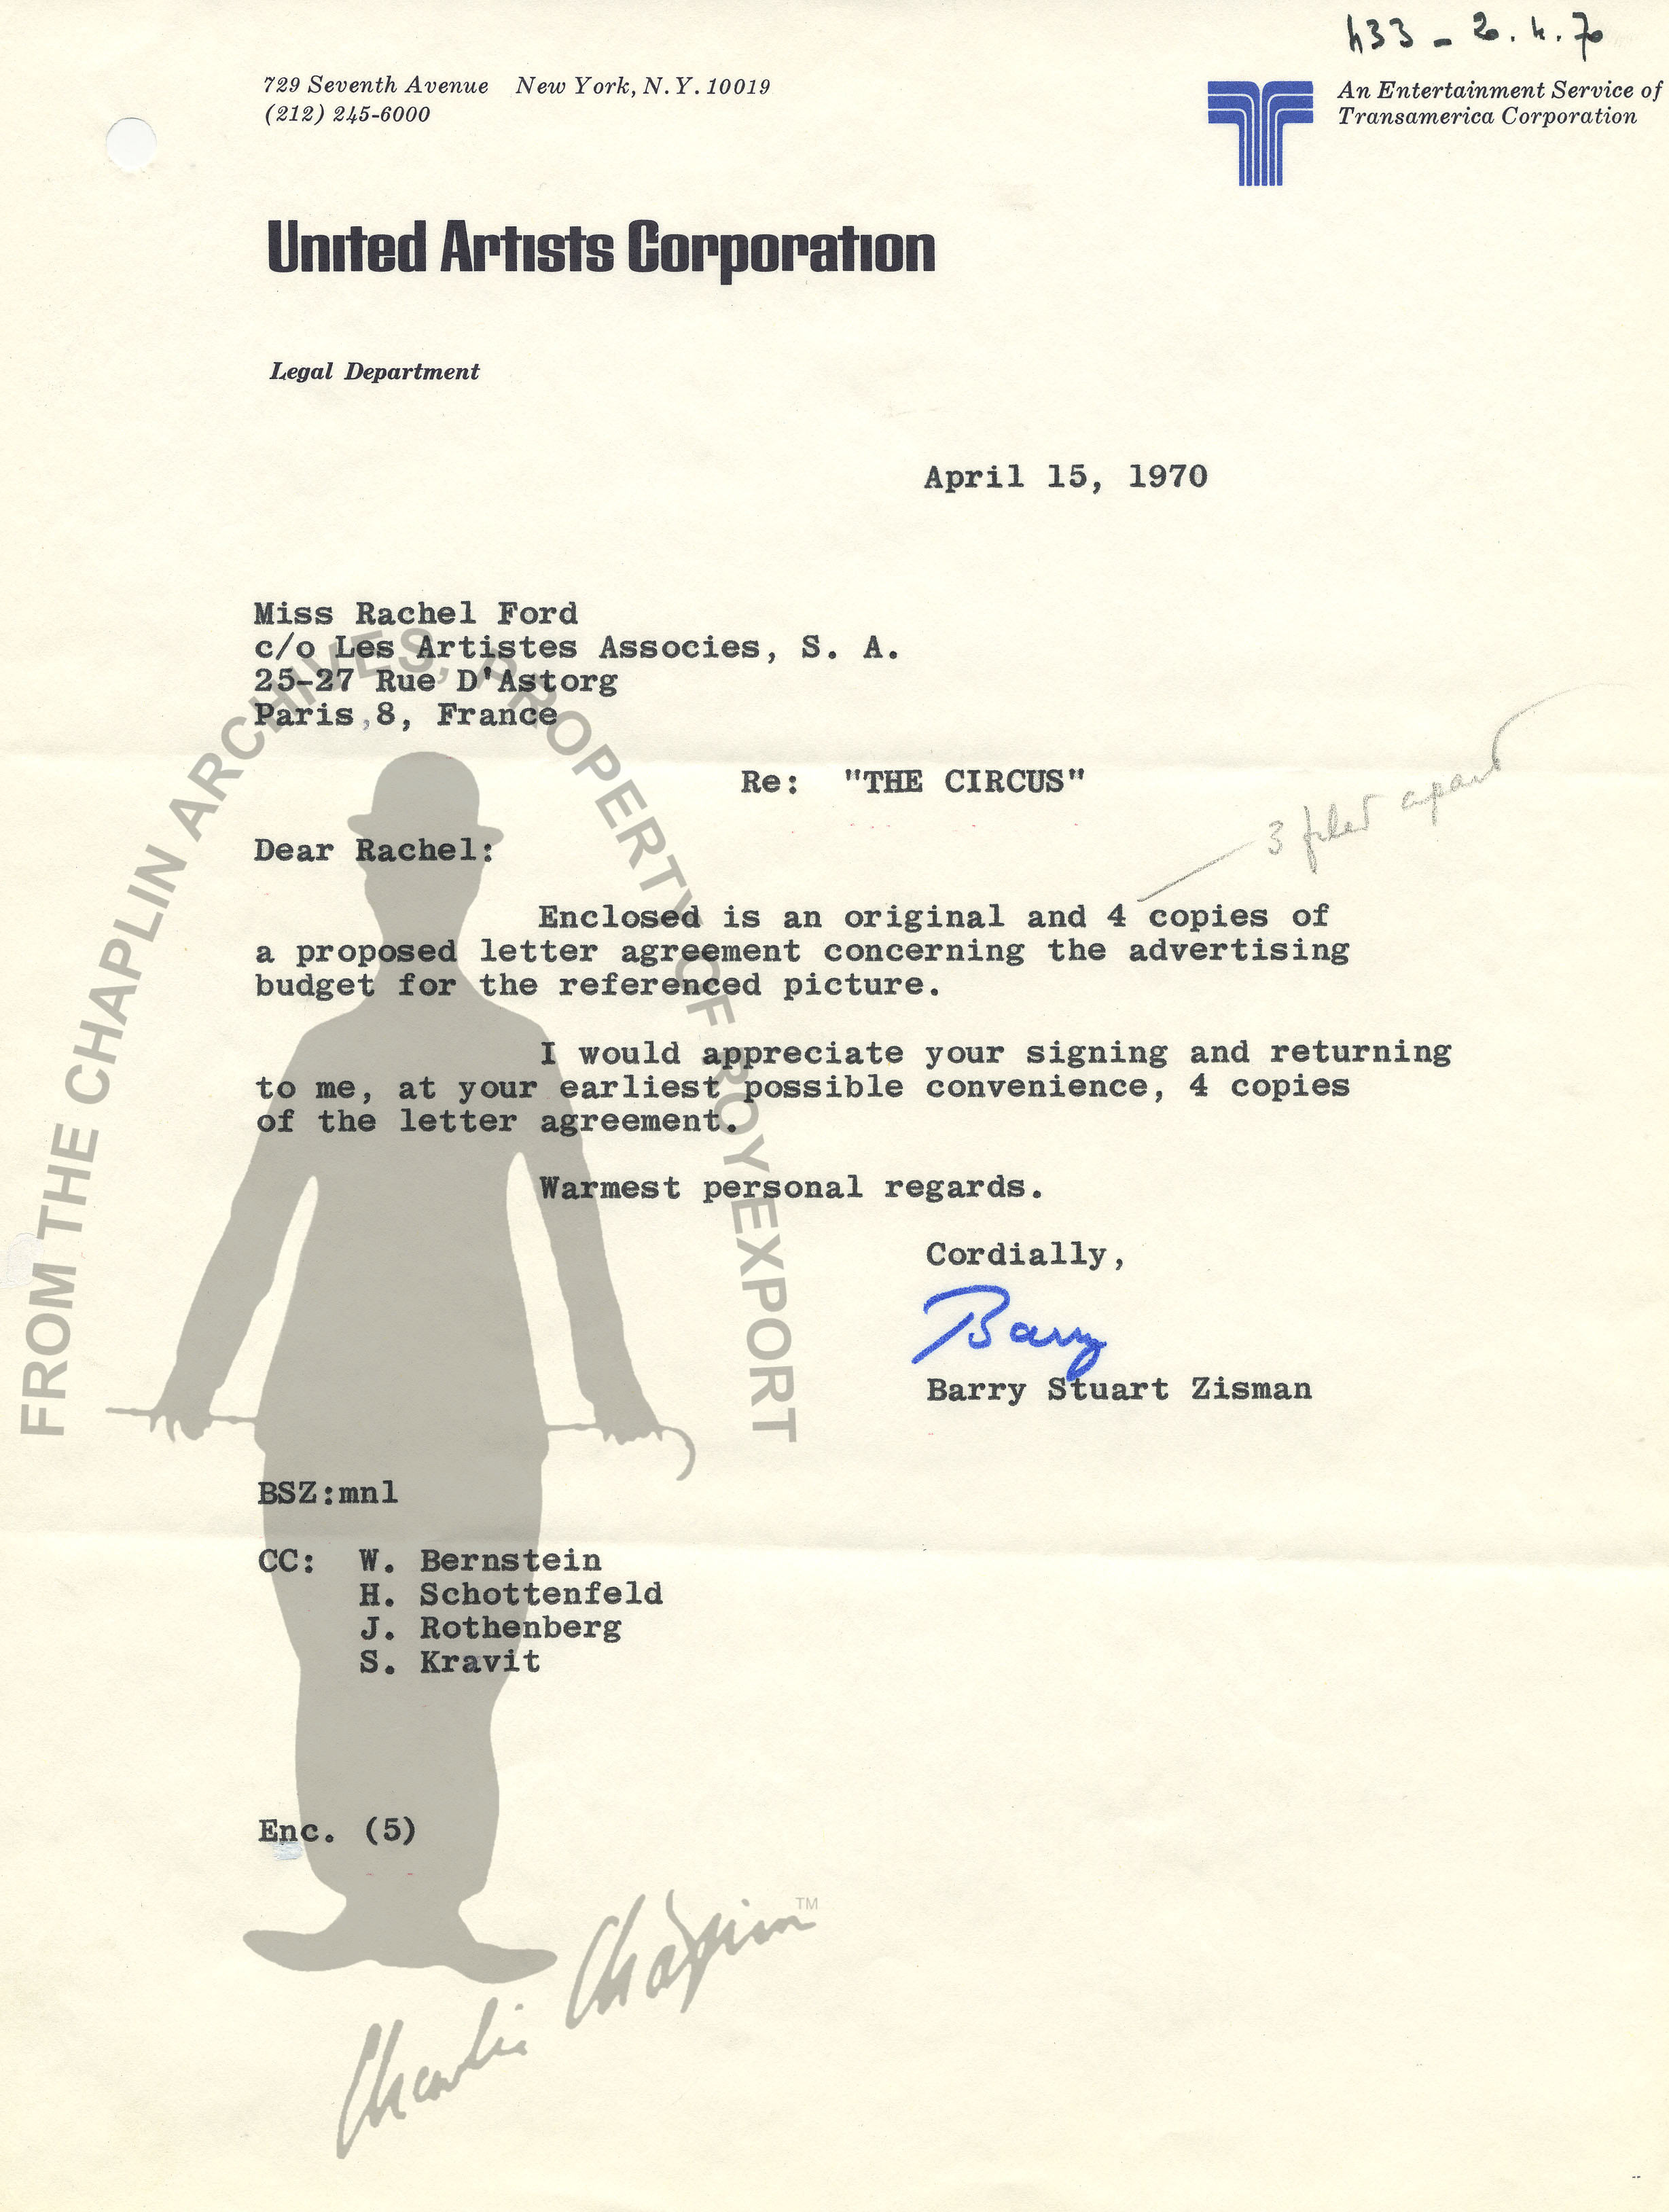 433 - 20.4.70
729 Seventh Avenue New York, N.Y. 10019
(212) 245-6000
An Entertainment Service of
Transamerica Corporation
United Artists Corporation
Legal Department
April 15, 1970
Miss Rachel Ford
c/o Les Artistes Associes, S. A.
25-27 Rue D'Astorg
Paris 8, France
Re: "THE CIRCUS"
3 filed apart
Dear Rachel:
Enclosed is an original and 4 copies of
a proposed letter agreement concerning the advertising
budget for the referenced picture.
I would appreciate your signing and returning
to me, at your earliest possible convenience, 4 copies
of the letter agreement.
Warmest personal regards.
Cordially,
Barry
Barry Stuart Zisman
BSZ:mnl
CC: W. Bernstein
H. Schottenfeld
J. Rothenberg
S. Kravit
Enc. (5)
FROM THE CHAPLIN ARCHIVES, PROPERTY OF ROY EXPORT
Charlie Chaplin TM